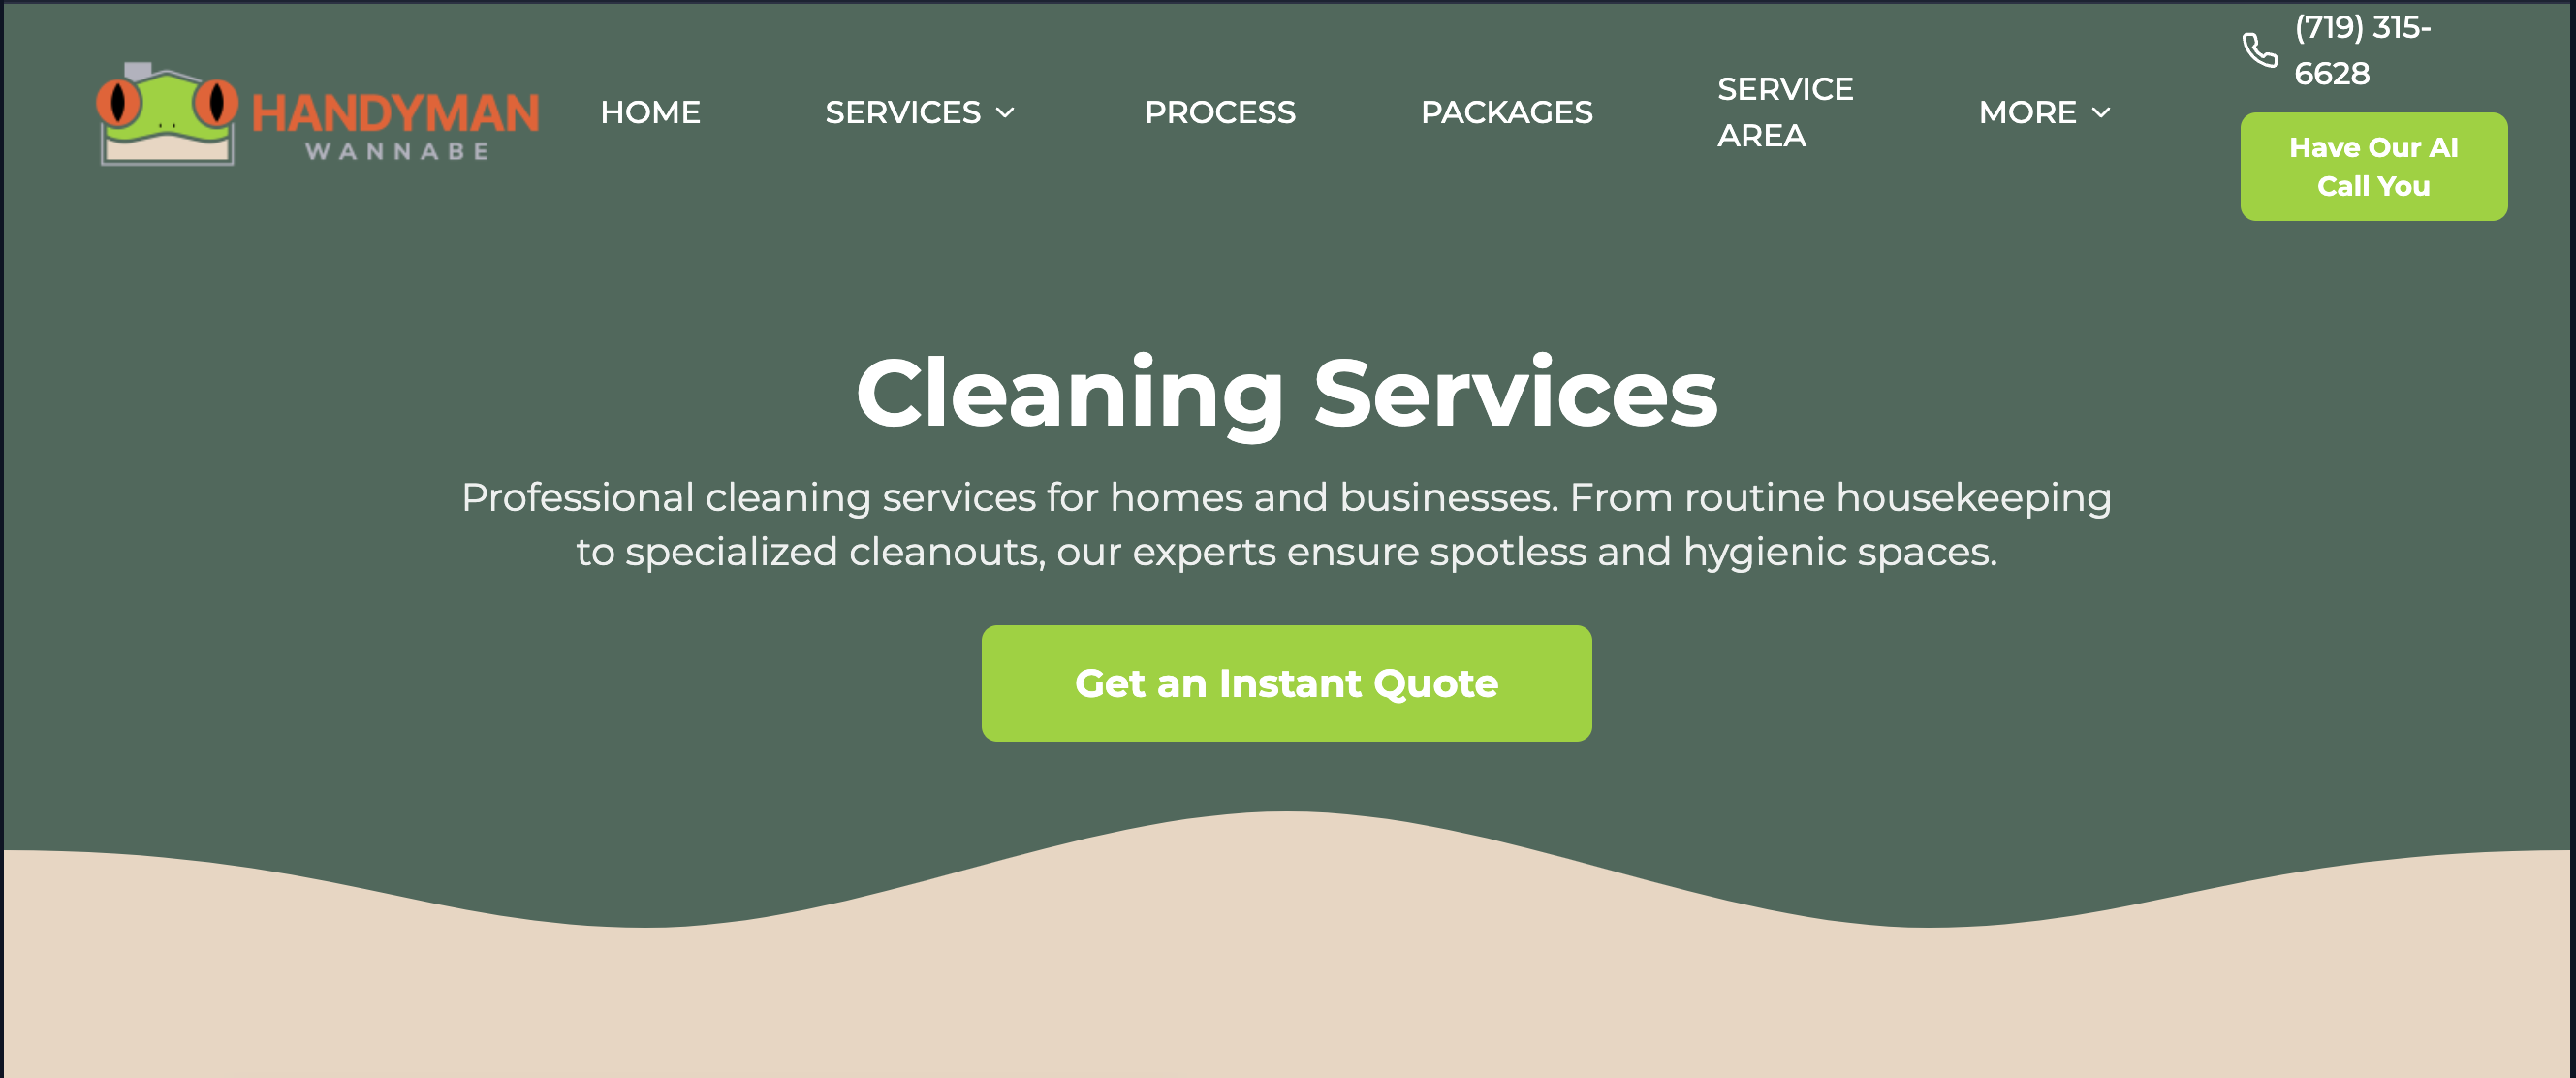 HANDYMAN
WANNABE
HOME
SERVICES
PROCESS
PACKAGES
SERVICE
AREA
MORE
(719) 315-
6628
Have Our AI
Call You
Cleaning Services
Professional cleaning services for homes and businesses. From routine housekeeping
to specialized cleanouts, our experts ensure spotless and hygienic spaces.
Get an Instant Quote